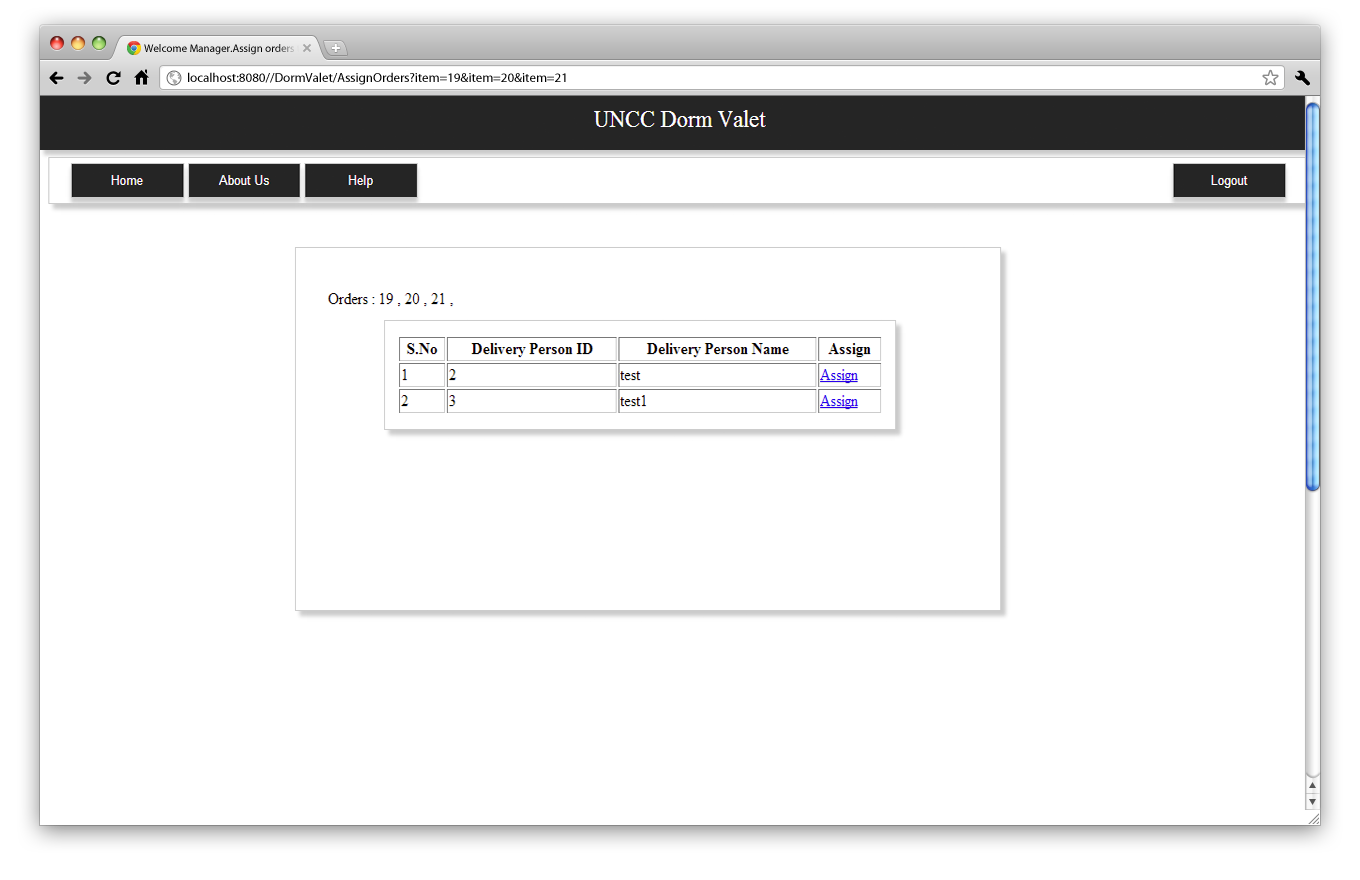 Welcome Manager.Assign orders
localhost:8080//DormValet/AssignOrders?item=19&item=20&item=21
UNCC Dorm Valet
Home About Us Help Logout
Orders : 19 , 20 , 21 ,
S.No Delivery Person ID Delivery Person Name Assign
1 2 test Assign
2 3 test1 Assign